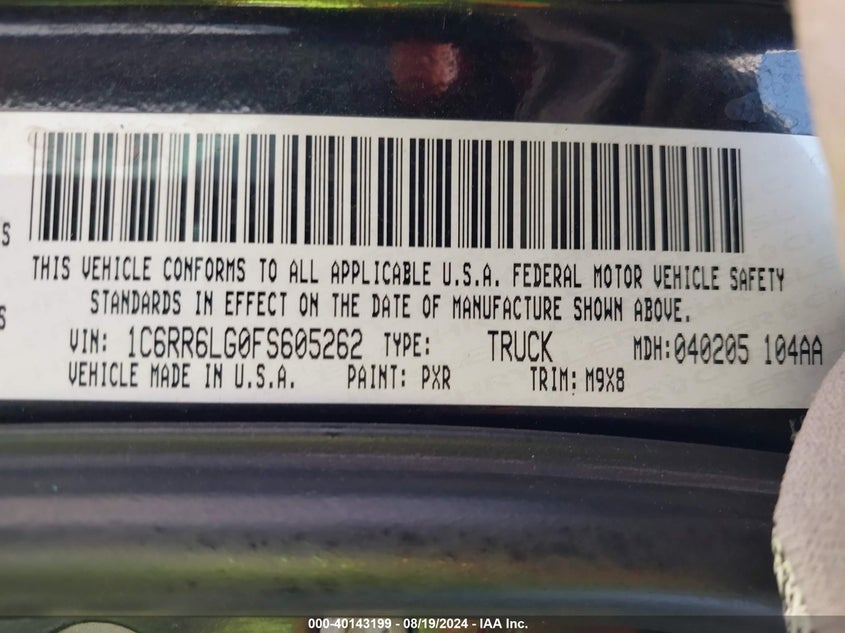 S
THIS VEHICLE CONFORMS TO ALL APPLICABLE U.S.A. FEDERAL MOTOR VEHICLE SAFETY
S
STANDARDS IN EFFECT ON THE DATE OF MANUFACTURE SHOWN ABOVE.
VIN: 1C6RR6LG0FS605262 TYPE: TRUCK MDH:040205 104AA
VEHICLE MADE IN U.S.A. PAINT: PXR TRIM: M9X8
000-40143199 - 08/19/2024 - IAA Inc.